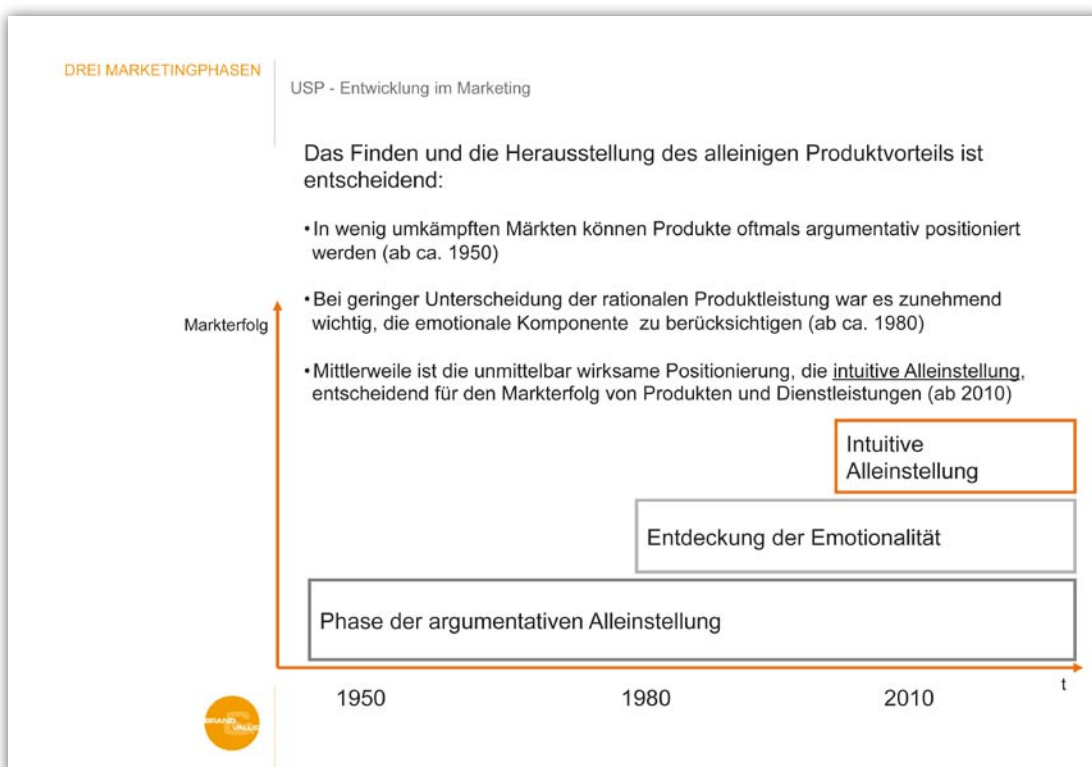 DREI MARKETINGPHASEN
USP - Entwicklung im Marketing
Das Finden und die Herausstellung des alleinigen Produktvorteils ist
entscheidend:
• In wenig umkämpften Märkten können Produkte oftmals argumentativ positioniert
werden (ab ca. 1950)
• Bei geringer Unterscheidung der rationalen Produktleistung war es zunehmend
wichtig, die emotionale Komponente zu berücksichtigen (ab ca. 1980)
• Mittlerweile ist die unmittelbar wirksame Positionierung, die intuitive Alleinstellung,
entscheidend für den Markterfolg von Produkten und Dienstleistungen (ab 2010)
Markterfolg
Intuitive
Alleinstellung
Entdeckung der Emotionalität
Phase der argumentativen Alleinstellung
t
1950 1980 2010
BRAND
VALUE